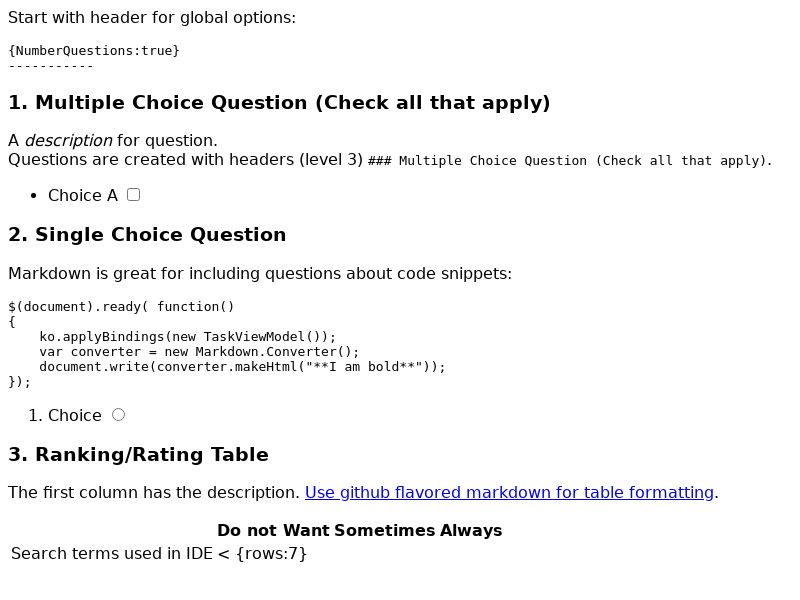 Start with header for global options:
{NumberQuestions:true}
-----------
1. Multiple Choice Question (Check all that apply)
A description for question.
Questions are created with headers (level 3) ### Multiple Choice Question (Check all that apply).
• Choice A
2. Single Choice Question
Markdown is great for including questions about code snippets:
$(document).ready( function()
{
    ko.applyBindings(new TaskViewModel());
    var converter = new Markdown.Converter();
    document.write(converter.makeHtml("**I am bold**"));
});
1. Choice
3. Ranking/Rating Table
The first column has the description. Use github flavored markdown for table formatting.
Do not Want Sometimes Always
Search terms used in IDE < {rows:7}